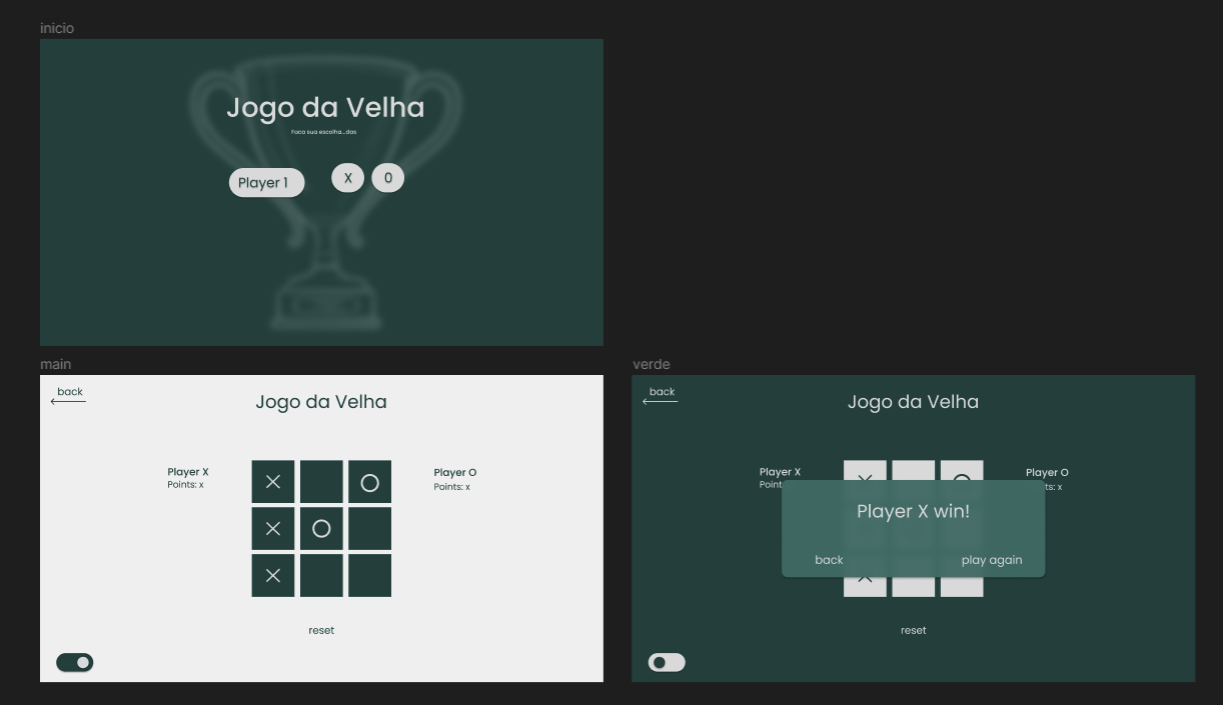 inicio
Jogo da Velha
Faça sua escolha...das
Player 1
X
0
main
back
Jogo da Velha
Player X
Points: x
Player O
Points: x
reset
verde
back
Jogo da Velha
Player X
Point
Player O
ts: x
Player X win!
back
play again
reset